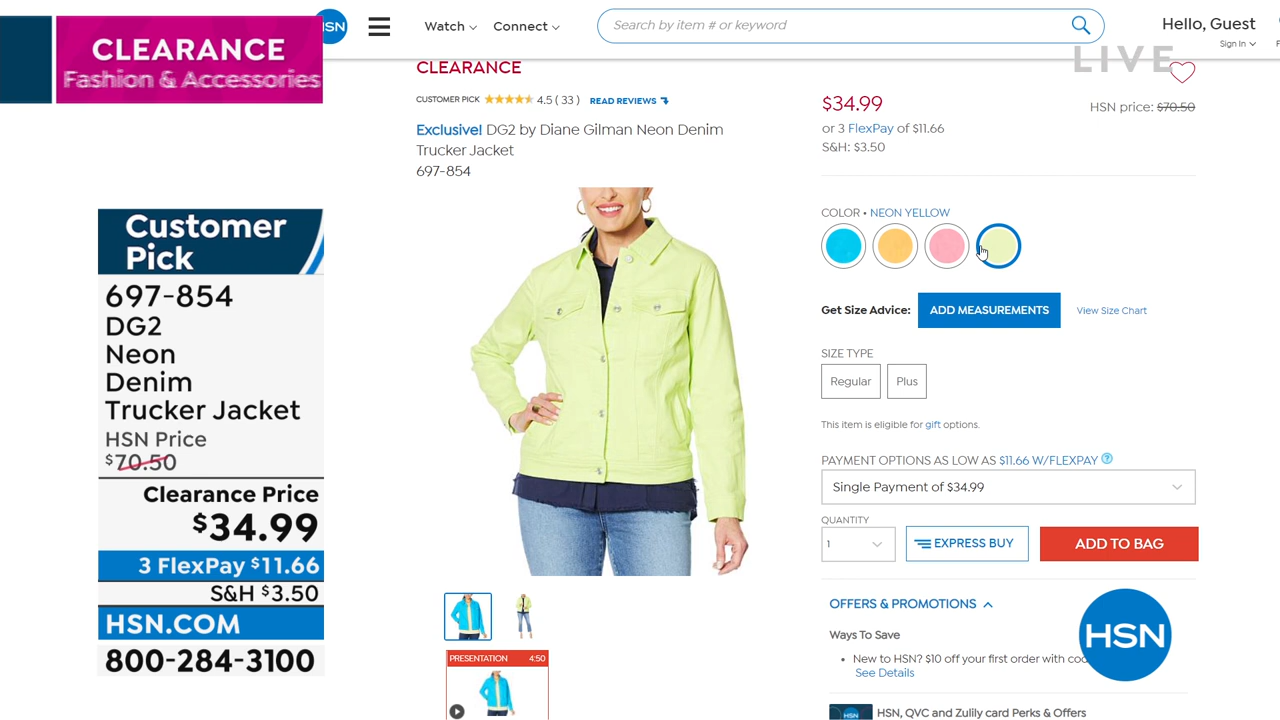 CLEARANCE
Fashion & Accessories
HSN
Watch
Connect
Search by item # or keyword
Hello, Guest
Sign In
LIVE
Customer
Pick
697-854
DG2
Neon
Denim
Trucker Jacket
HSN Price
$70.50
Clearance Price
$34.99
3 FlexPay $11.66
S&H $3.50
HSN.COM
800-284-3100
CLEARANCE
CUSTOMER PICK 4.5 ( 33 ) READ REVIEWS
Exclusive! DG2 by Diane Gilman Neon Denim
Trucker Jacket
697-854
PRESENTATION 4:50
$34.99
HSN price: $70.50
or 3 FlexPay of $11.66
S&H: $3.50
COLOR • NEON YELLOW
Get Size Advice: ADD MEASUREMENTS View Size Chart
SIZE TYPE
Regular Plus
This item is eligible for gift options.
PAYMENT OPTIONS AS LOW AS $11.66 W/FLEXPAY ?
Single Payment of $34.99
QUANTITY
1 EXPRESS BUY ADD TO BAG
OFFERS & PROMOTIONS
Ways To Save
• New to HSN? $10 off your first order with
See Details
HSN
HSN HSN, QVC and Zulily card Perks & Offers